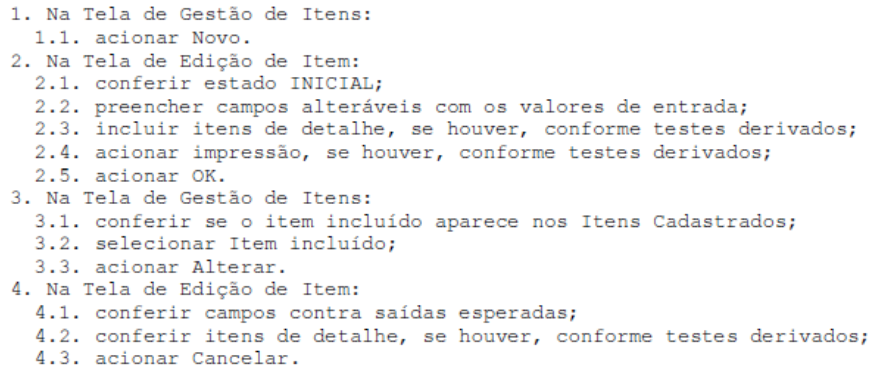 1. Na Tela de Gestão de Itens:
1.1. acionar Novo.
2. Na Tela de Edição de Item:
2.1. conferir estado INICIAL;
2.2. preencher campos alteráveis com os valores de entrada;
2.3. incluir itens de detalhe, se houver, conforme testes derivados;
2.4. acionar impressão, se houver, conforme testes derivados;
2.5. acionar OK.
3. Na Tela de Gestão de Itens:
3.1. conferir se o item incluído aparece nos Itens Cadastrados;
3.2. selecionar Item incluído;
3.3. acionar Alterar.
4. Na Tela de Edição de Item:
4.1. conferir campos contra saídas esperadas;
4.2. conferir itens de detalhe, se houver, conforme testes derivados;
4.3. acionar Cancelar.